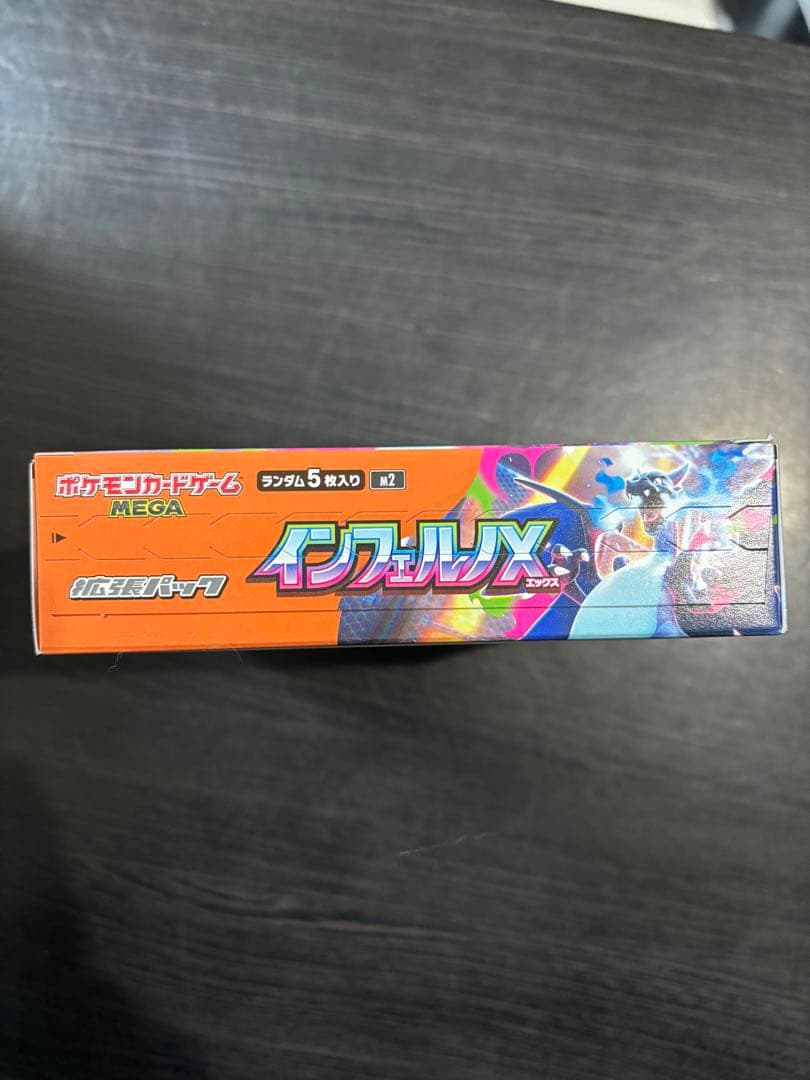 ポケモンカードゲーム
MEGA
ランダム5枚入り
M2
インフェルノX
エックス
拡張パック